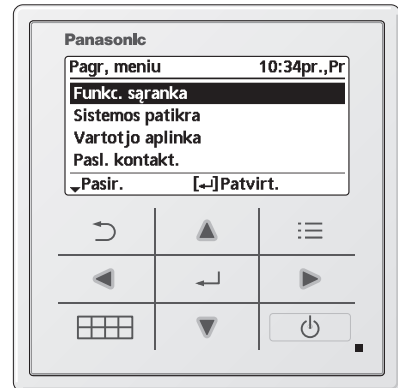 Panasonic
Pagr, meniu 10:34pr.,Pr
Funkc. sąranka
Sistemos patikra
Vartotjo aplinka
Pasl. kontakt.
Pasir. [↵]Patvirt.